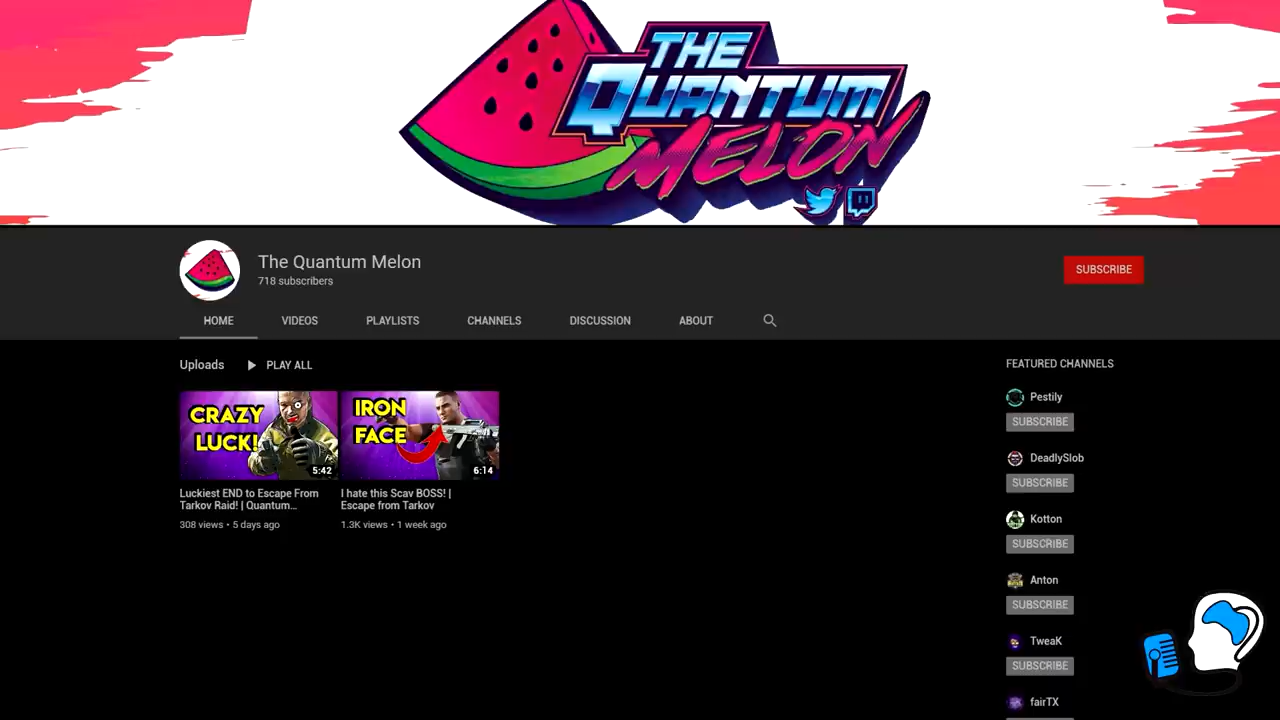 THE
QUANTUM
MELON
The Quantum Melon
718 subscribers
SUBSCRIBE
HOME VIDEOS PLAYLISTS CHANNELS DISCUSSION ABOUT
Uploads PLAY ALL
FEATURED CHANNELS
CRAZY
LUCK!
5:42
IRON
FACE
6:14
Luckiest END to Escape From
Tarkov Raid! | Quantum...
308 views • 5 days ago
I hate this Scav BOSS! |
Escape from Tarkov
1.3K views • 1 week ago
Pestily
SUBSCRIBE
DeadlySlob
SUBSCRIBE
Kotton
SUBSCRIBE
Anton
SUBSCRIBE
TweaK
SUBSCRIBE
fairTX